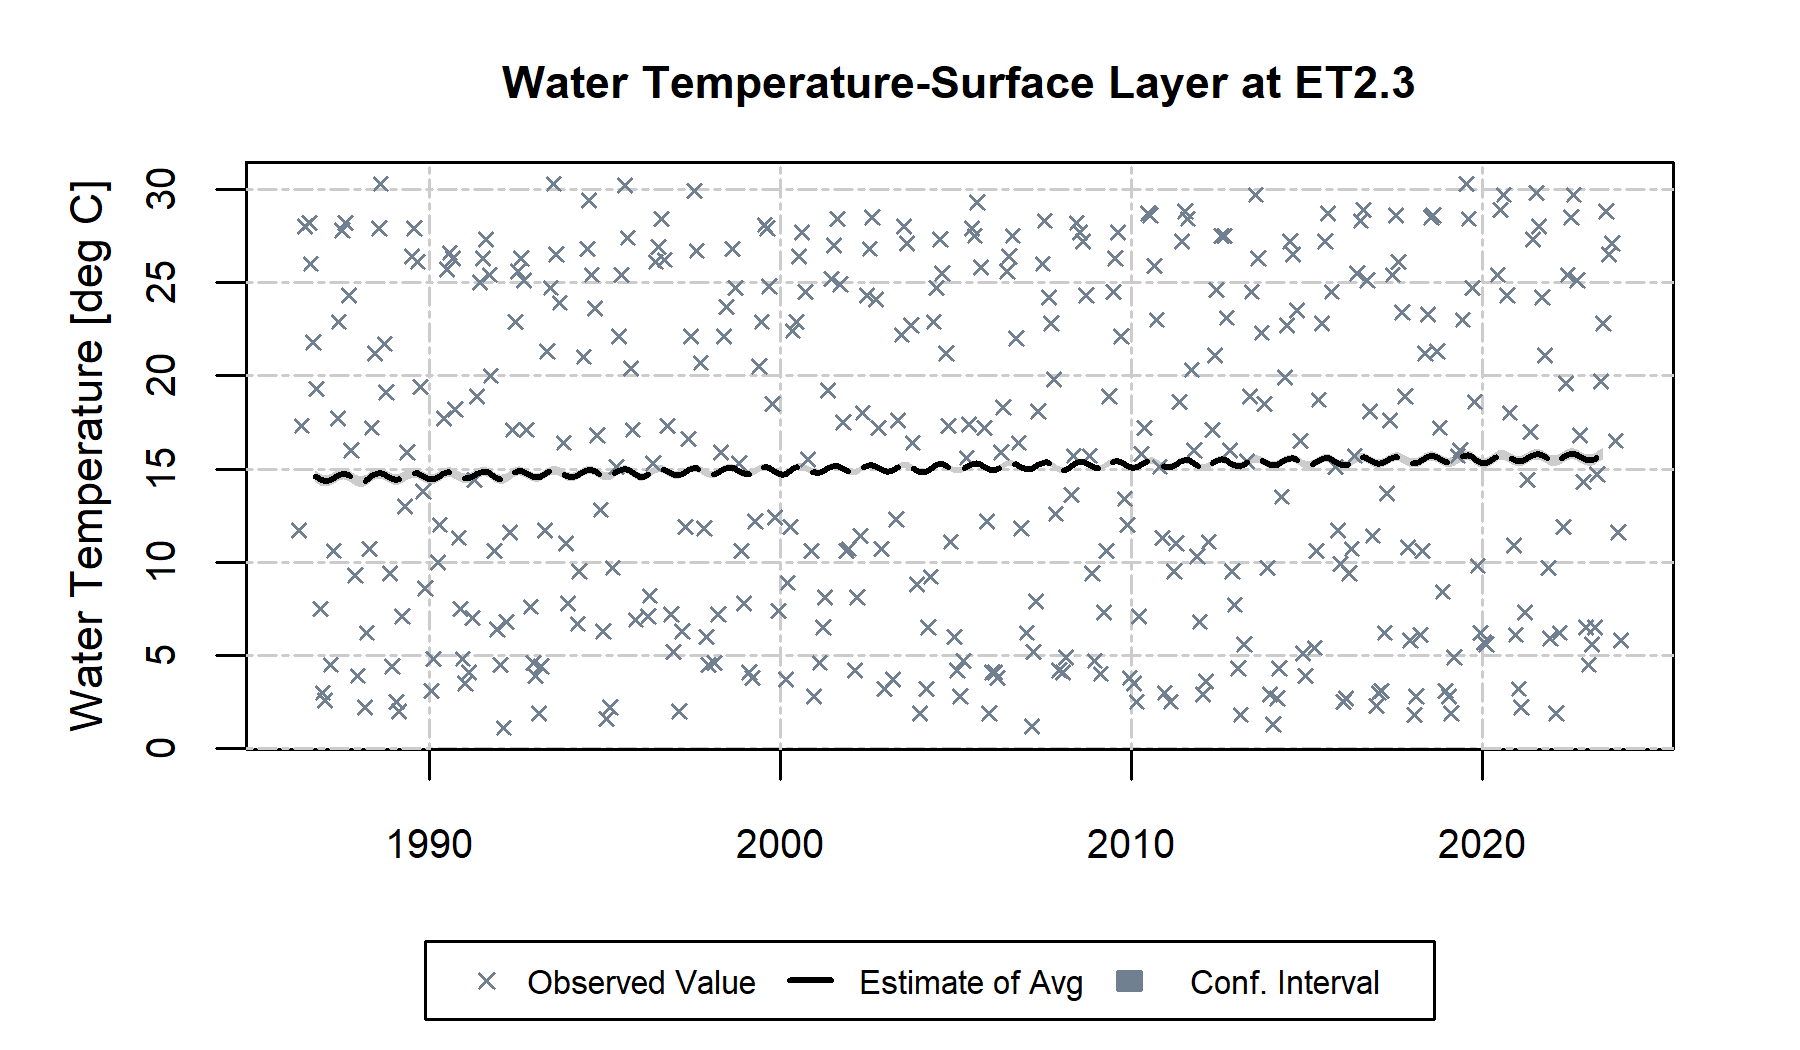 Water Temperature-Surface Layer at ET2.3
Water Temperature [deg C]
30
25
20
15
10
5
0
1990 2000 2010 2020
Observed Value Estimate of Avg Conf. Interval